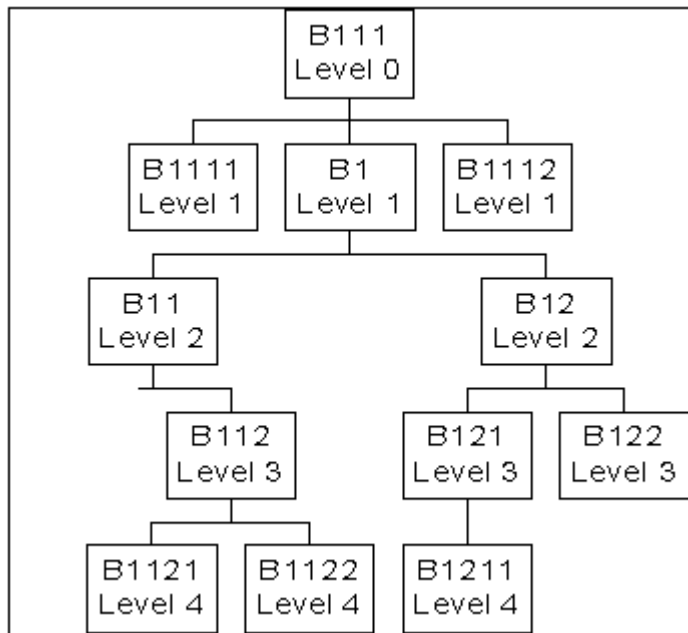 B111
Level 0
B1111
Level 1
B1
Level 1
B1112
Level 1
B11
Level 2
B12
Level 2
B112
Level 3
B121
Level 3
B122
Level 3
B1121
Level 4
B1122
Level 4
B1211
Level 4